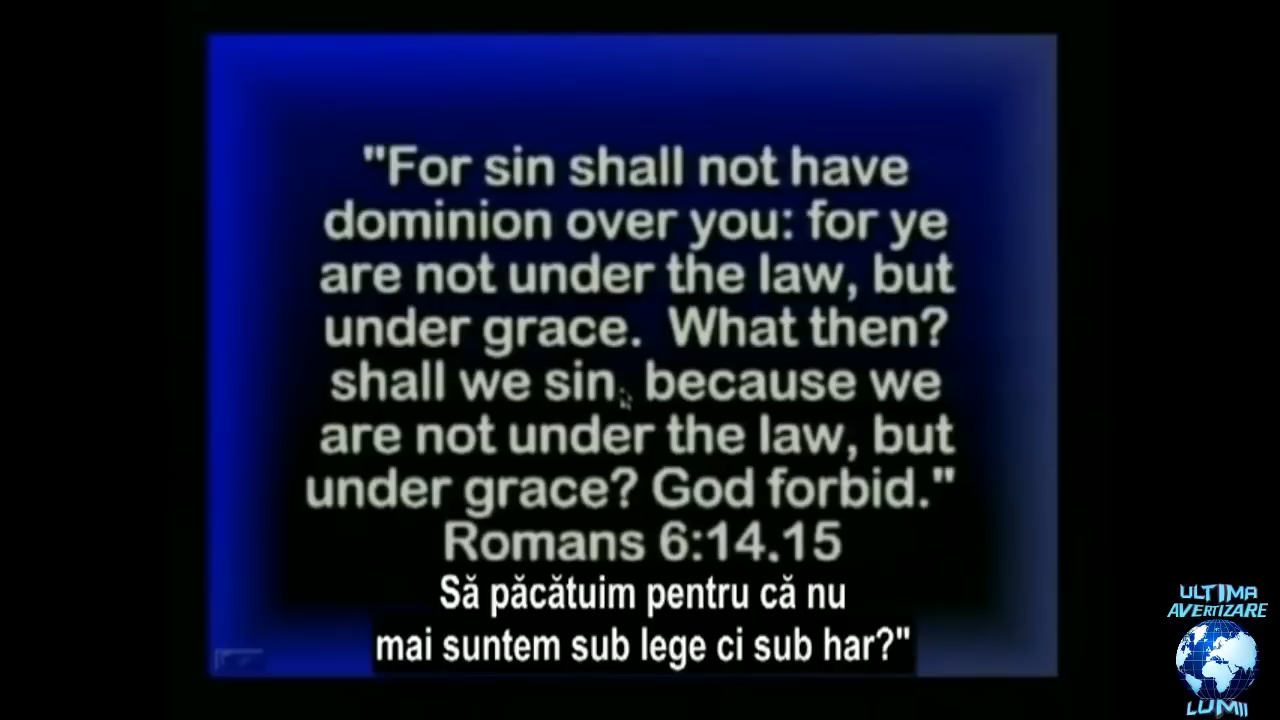 "For sin shall not have
dominion over you: for ye
are not under the law, but
under grace.  What then?
shall we sin, because we
are not under the law, but
under grace? God forbid."
Romans 6:14,15
Să păcătuim pentru că nu
mai suntem sub lege ci sub har?"
ULTIMA
AVERTIZARE
LUMII